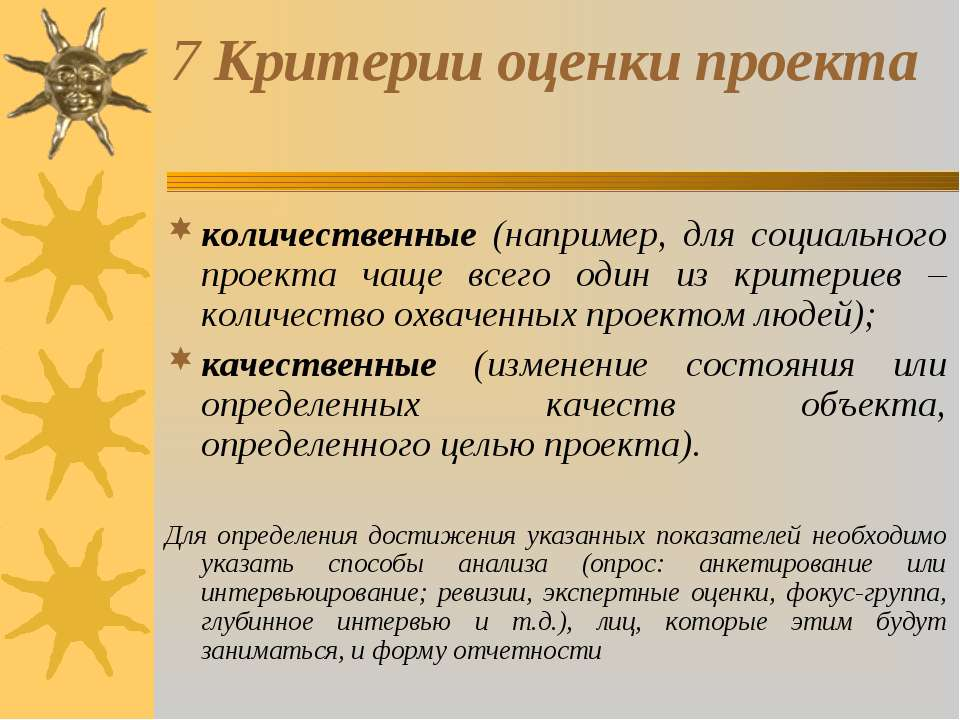 7 Критерии оценки проекта
количественные (например, для социального
проекта чаще всего один из критериев –
количество охваченных проектом людей);
качественные (изменение состояния или
определенных качеств объекта,
определенного целью проекта).
Для определения достижения указанных показателей необходимо
указать способы анализа (опрос: анкетирование или
интервьюирование; ревизии, экспертные оценки, фокус-группа,
глубинное интервью и т.д.), лиц, которые этим будут
заниматься, и форму отчетности